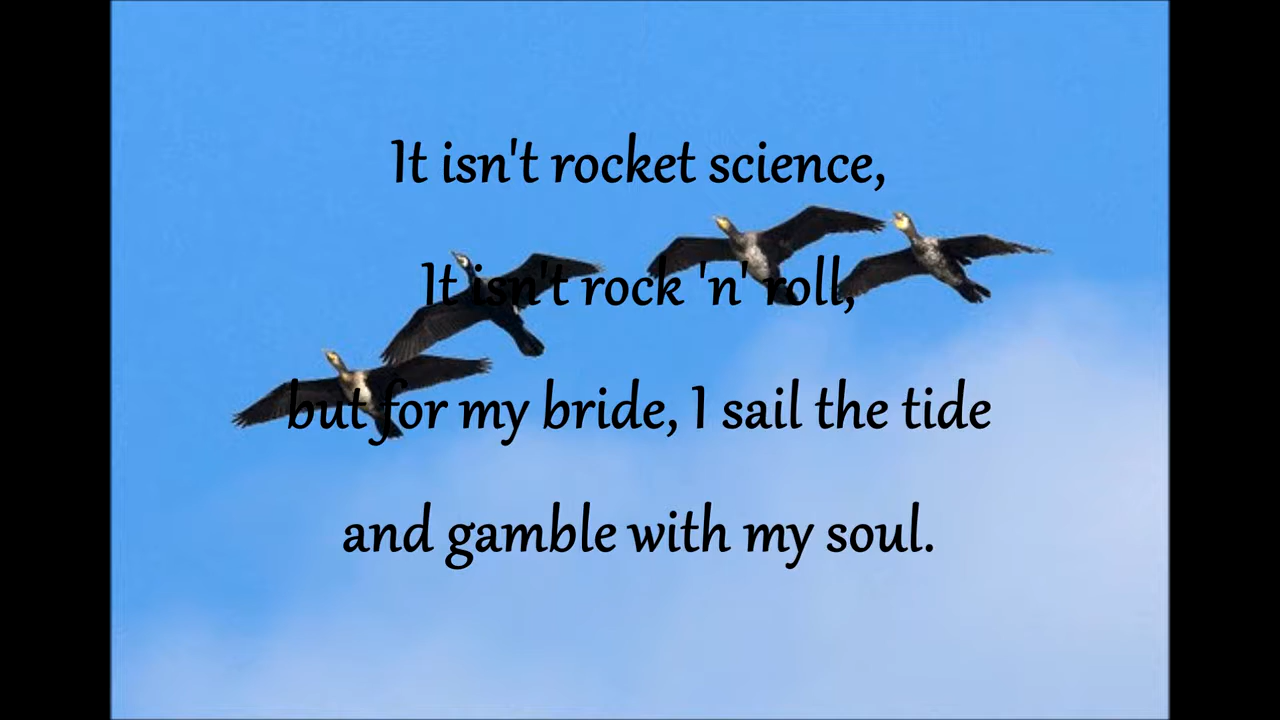 It isn't rocket science,
It isn't rock 'n' roll,
but for my bride, I sail the tide
and gamble with my soul.